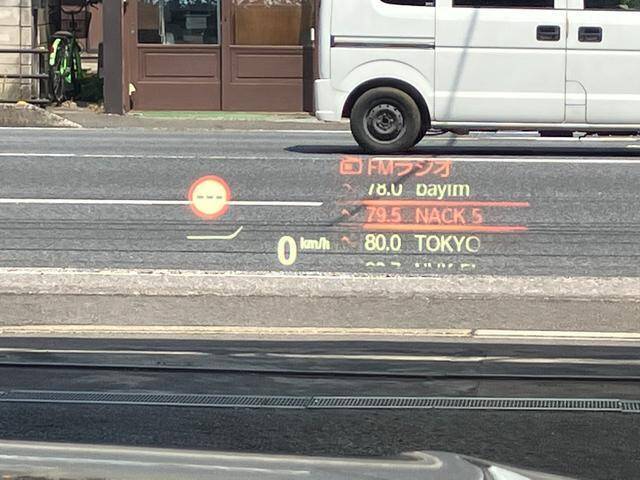 FMラジオ
78.0 bayfm
79.5 NACK 5
80.0 TOKYO
---
0 km/h